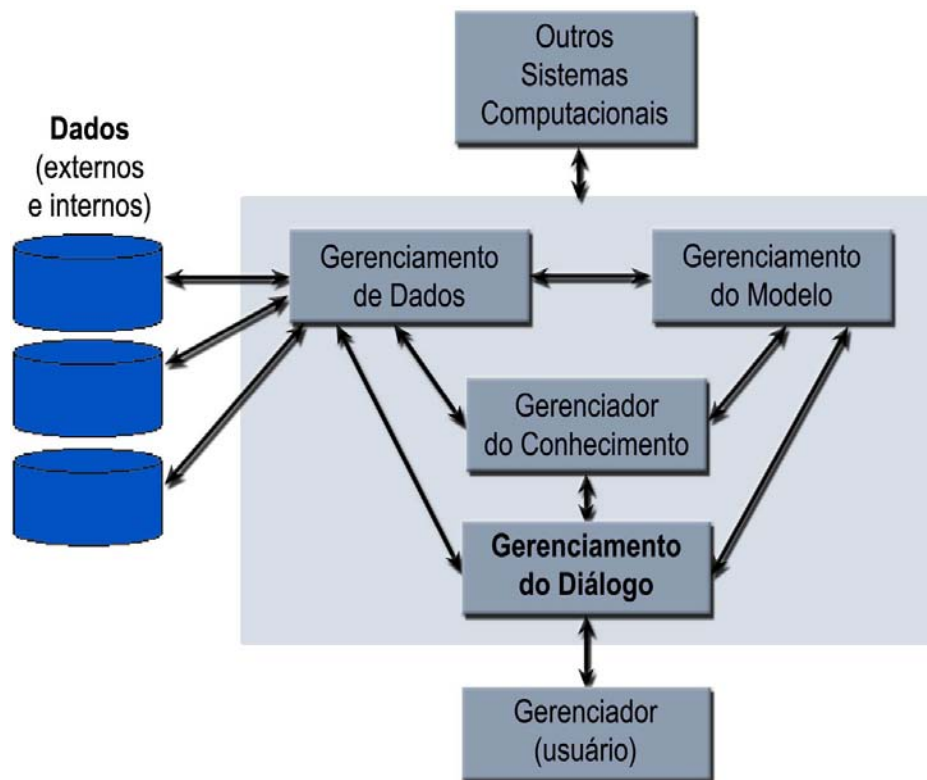 Outros
Sistemas
Computacionais
Dados
(externos
e internos)
Gerenciamento
de Dados
Gerenciamento
do Modelo
Gerenciador
do Conhecimento
Gerenciamento
do Diálogo
Gerenciador
(usuário)